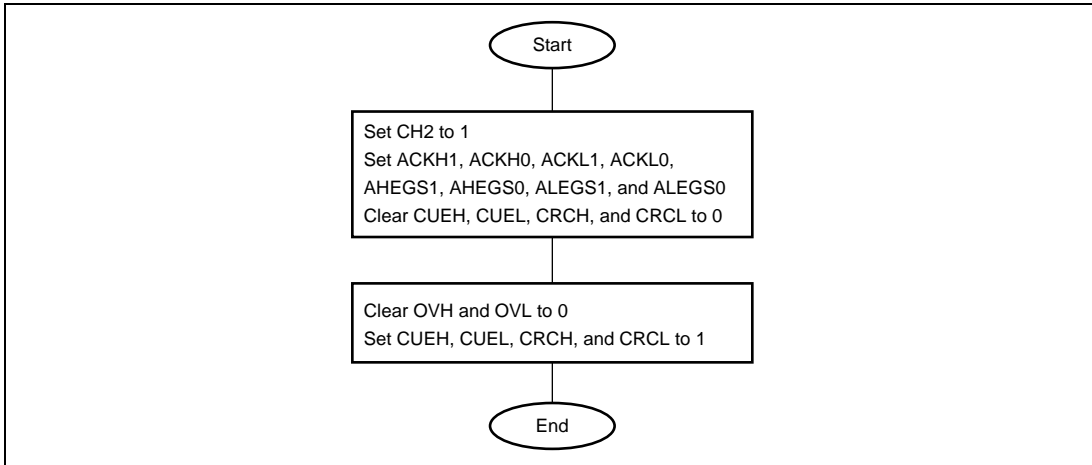 Start
Set CH2 to 1
Set ACKH1, ACKH0, ACKL1, ACKL0,
AHEGS1, AHEGS0, ALEGS1, and ALEGS0
Clear CUEH, CUEL, CRCH, and CRCL to 0
Clear OVH and OVL to 0
Set CUEH, CUEL, CRCH, and CRCL to 1
End